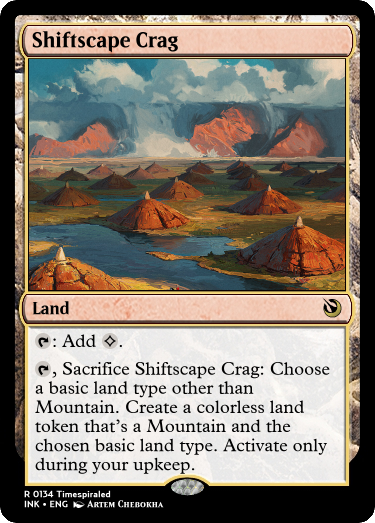 Shiftscape Crag
Land
: Add .
, Sacrifice Shiftscape Crag: Choose
a basic land type other than
Mountain. Create a colorless land
token that's a Mountain and the
chosen basic land type. Activate only
during your upkeep.
R 0134 Timespiraled
INK • ENG Artem Chebokha